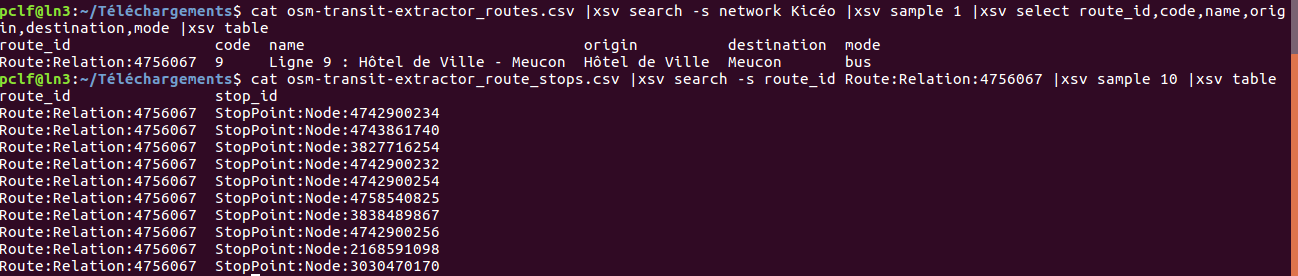 pclf@ln3:~/Téléchargements$ cat osm-transit-extractor_routes.csv |xsv search -s network Kicéo |xsv sample 1 |xsv select route_id,code,name,orig
in,destination,mode |xsv table
route_id                  code  name                                     origin         destination  mode
Route:Relation:4756067  9     Ligne 9 : Hôtel de Ville - Meucon  Hôtel de Ville  Meucon       bus
pclf@ln3:~/Téléchargements$ cat osm-transit-extractor_route_stops.csv |xsv search -s route_id Route:Relation:4756067 |xsv sample 10 |xsv table
route_id                  stop_id
Route:Relation:4756067  StopPoint:Node:4742900234
Route:Relation:4756067  StopPoint:Node:4743861740
Route:Relation:4756067  StopPoint:Node:3827716254
Route:Relation:4756067  StopPoint:Node:4742900232
Route:Relation:4756067  StopPoint:Node:4742900254
Route:Relation:4756067  StopPoint:Node:4758540825
Route:Relation:4756067  StopPoint:Node:3838489867
Route:Relation:4756067  StopPoint:Node:4742900256
Route:Relation:4756067  StopPoint:Node:2168591098
Route:Relation:4756067  StopPoint:Node:3030470170